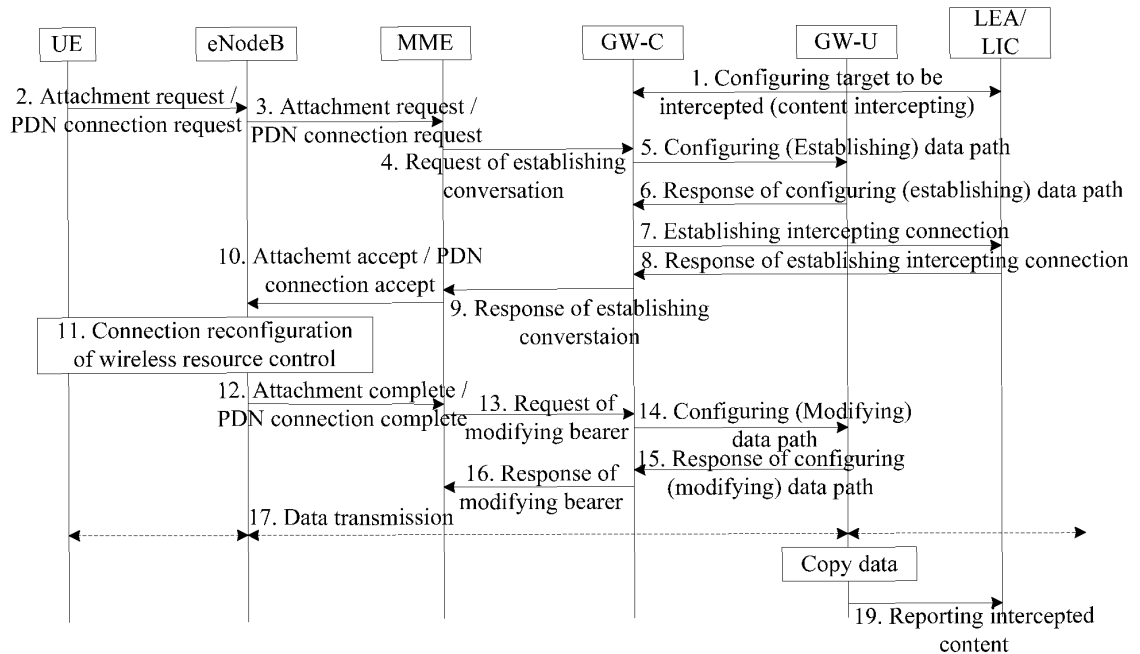 UE
eNodeB
MME
GW-C
GW-U
LEA/
LIC
1. Configuring target to be
intercepted (content intercepting)
2. Attachment request /
PDN connection request
3. Attachment request /
PDN connection request
4. Request of establishing
conversation
5. Configuring (Establishing) data path
6. Response of configuring (establishing) data path
7. Establishing intercepting connection
8. Response of establishing intercepting connection
10. Attachemt accept / PDN
connection accept
9. Response of establishing
converstaion
11. Connection reconfiguration
of wireless resource control
12. Attachment complete /
PDN connection complete
13. Request of
modifying bearer
14. Configuring (Modifying)
data path
15. Response of configuring
(modifying) data path
16. Response of
modifying bearer
17. Data transmission
Copy data
19. Reporting intercepted
content